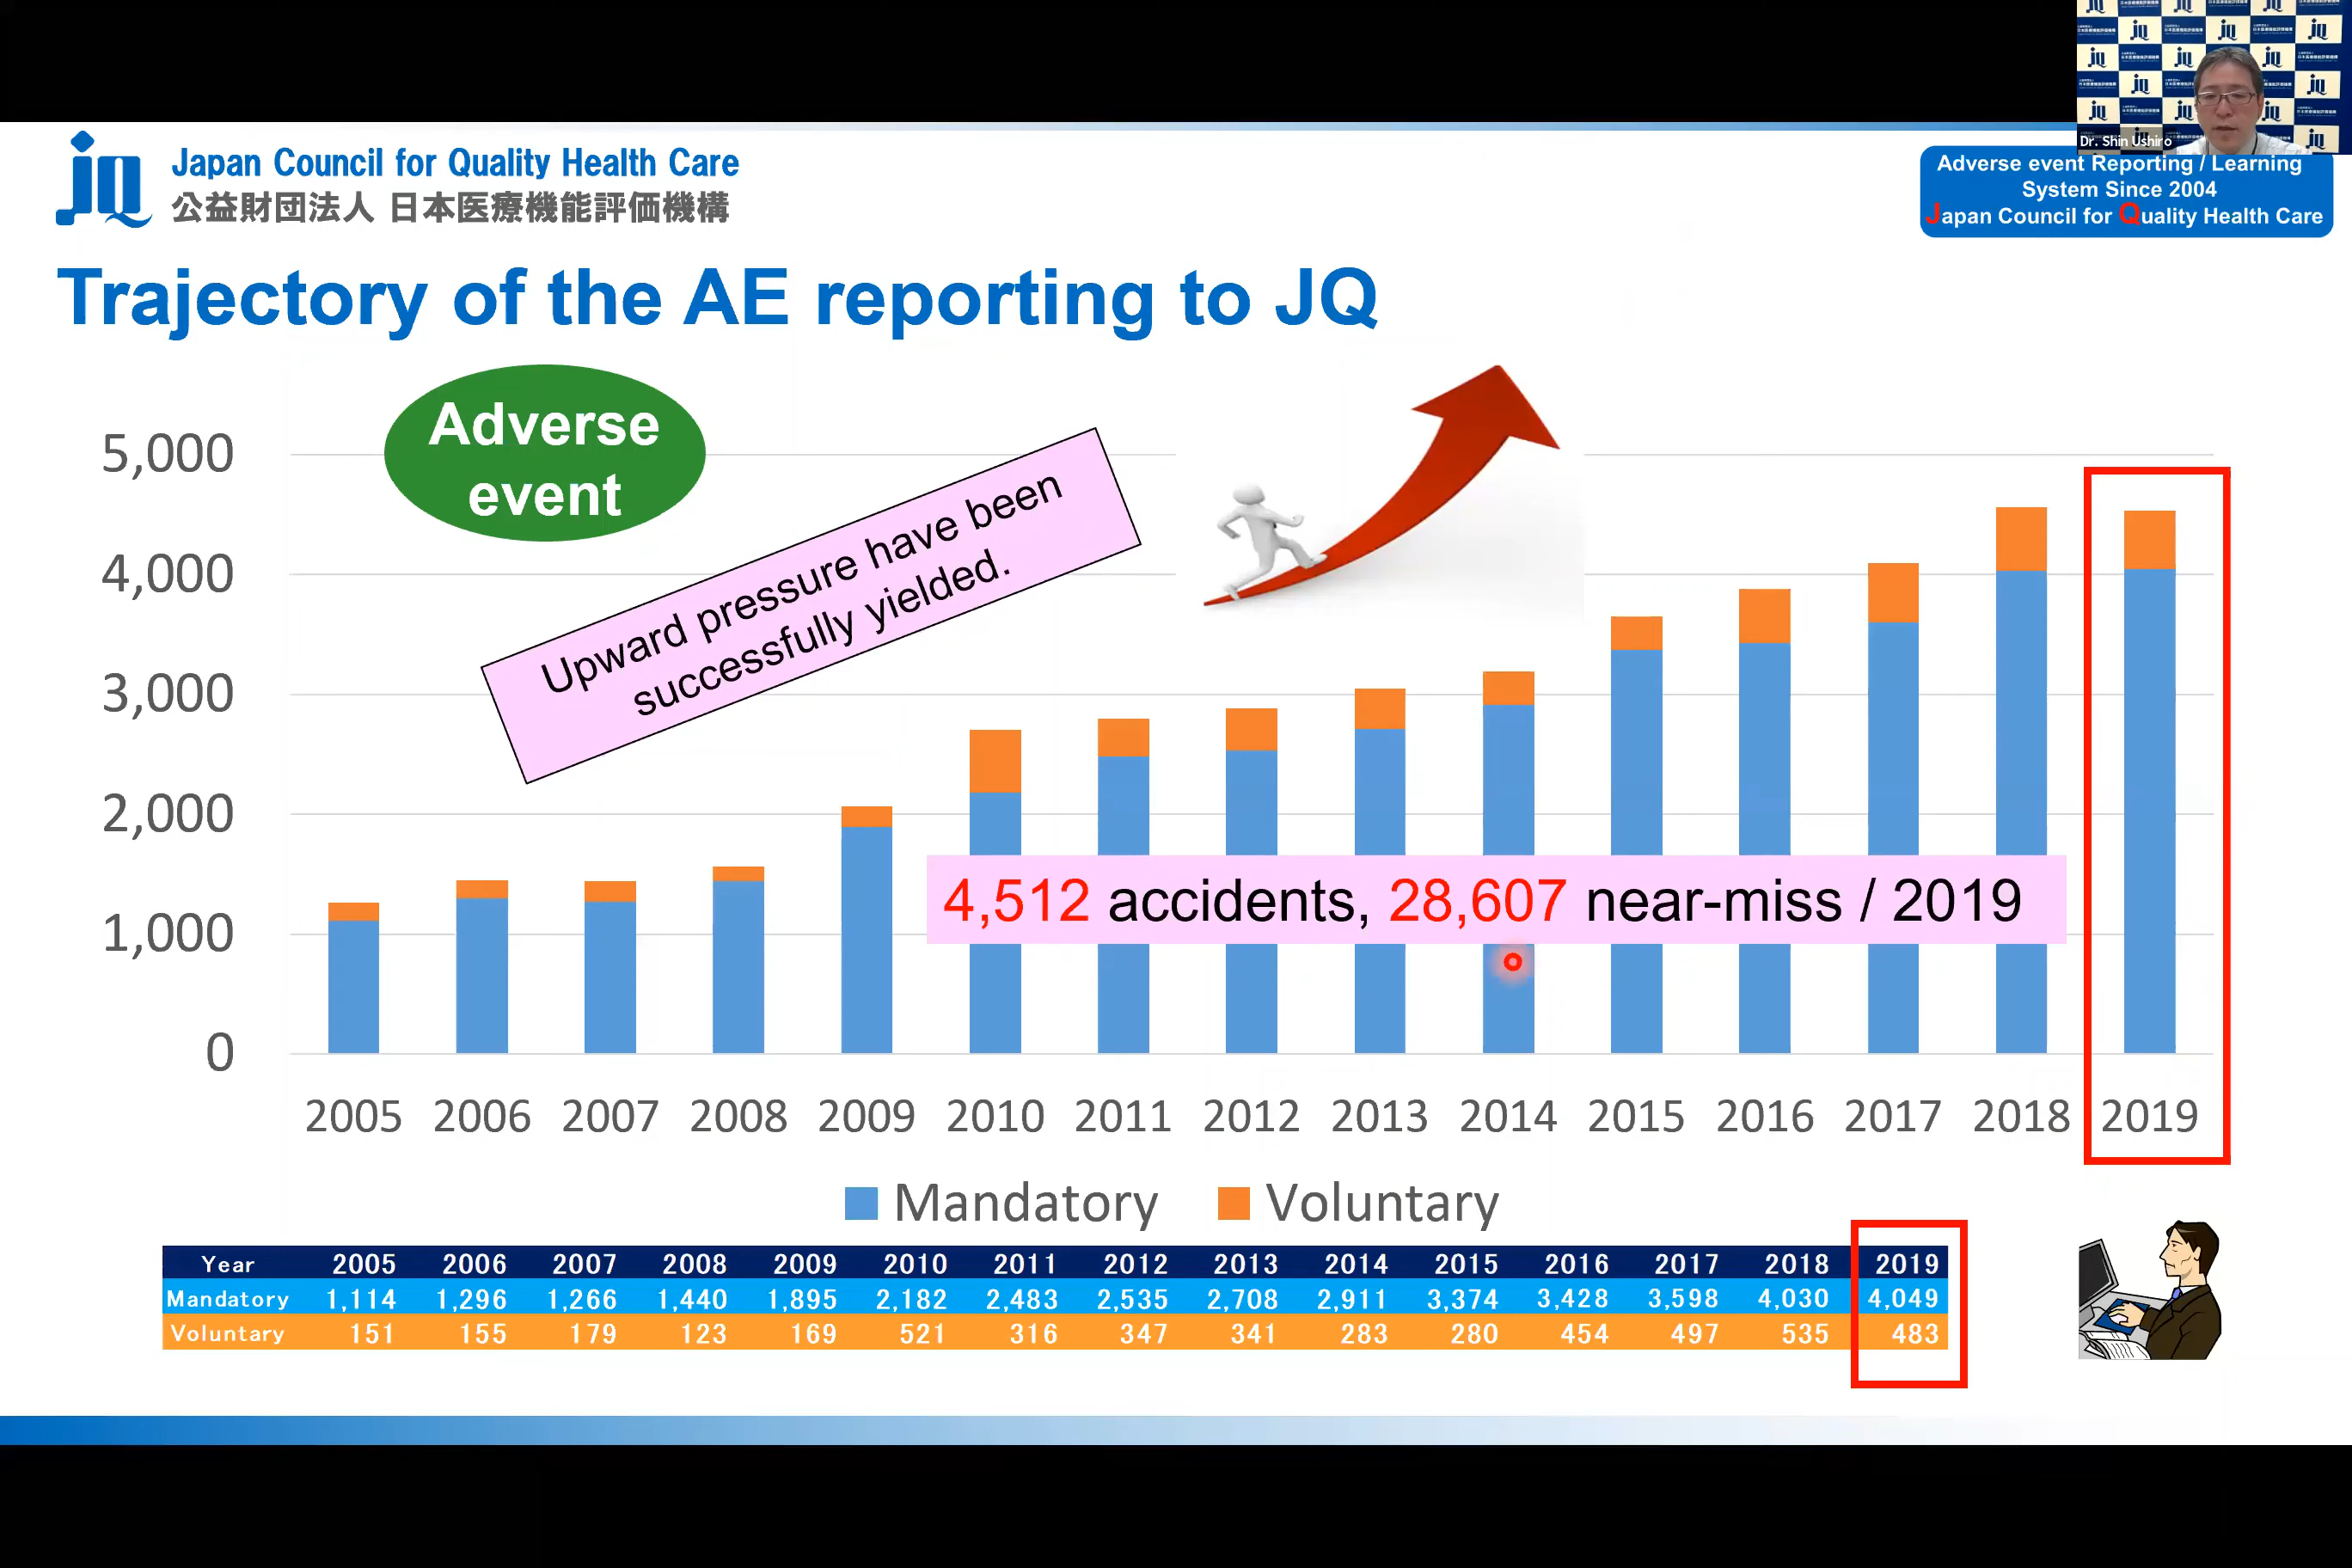 Dr. Shin Ushiro
Japan Council for Quality Health Care
公益財団法人 日本医療機能評価機構
Adverse event Reporting / Learning
System Since 2004
Japan Council for Quality Health Care
Trajectory of the AE reporting to JQ
Adverse
event
Upward pressure have been
successfully yielded.
5,000
4,000
3,000
2,000
1,000
0
4,512 accidents, 28,607 near-miss / 2019
2005 2006 2007 2008 2009 2010 2011 2012 2013 2014 2015 2016 2017 2018 2019
Mandatory Voluntary
Year 2005 2006 2007 2008 2009 2010 2011 2012 2013 2014 2015 2016 2017 2018 2019
Mandatory 1,114 1,296 1,266 1,440 1,895 2,182 2,483 2,535 2,708 2,911 3,374 3,428 3,598 4,030 4,049
Voluntary 151 155 179 123 169 521 316 347 341 283 280 454 497 535 483